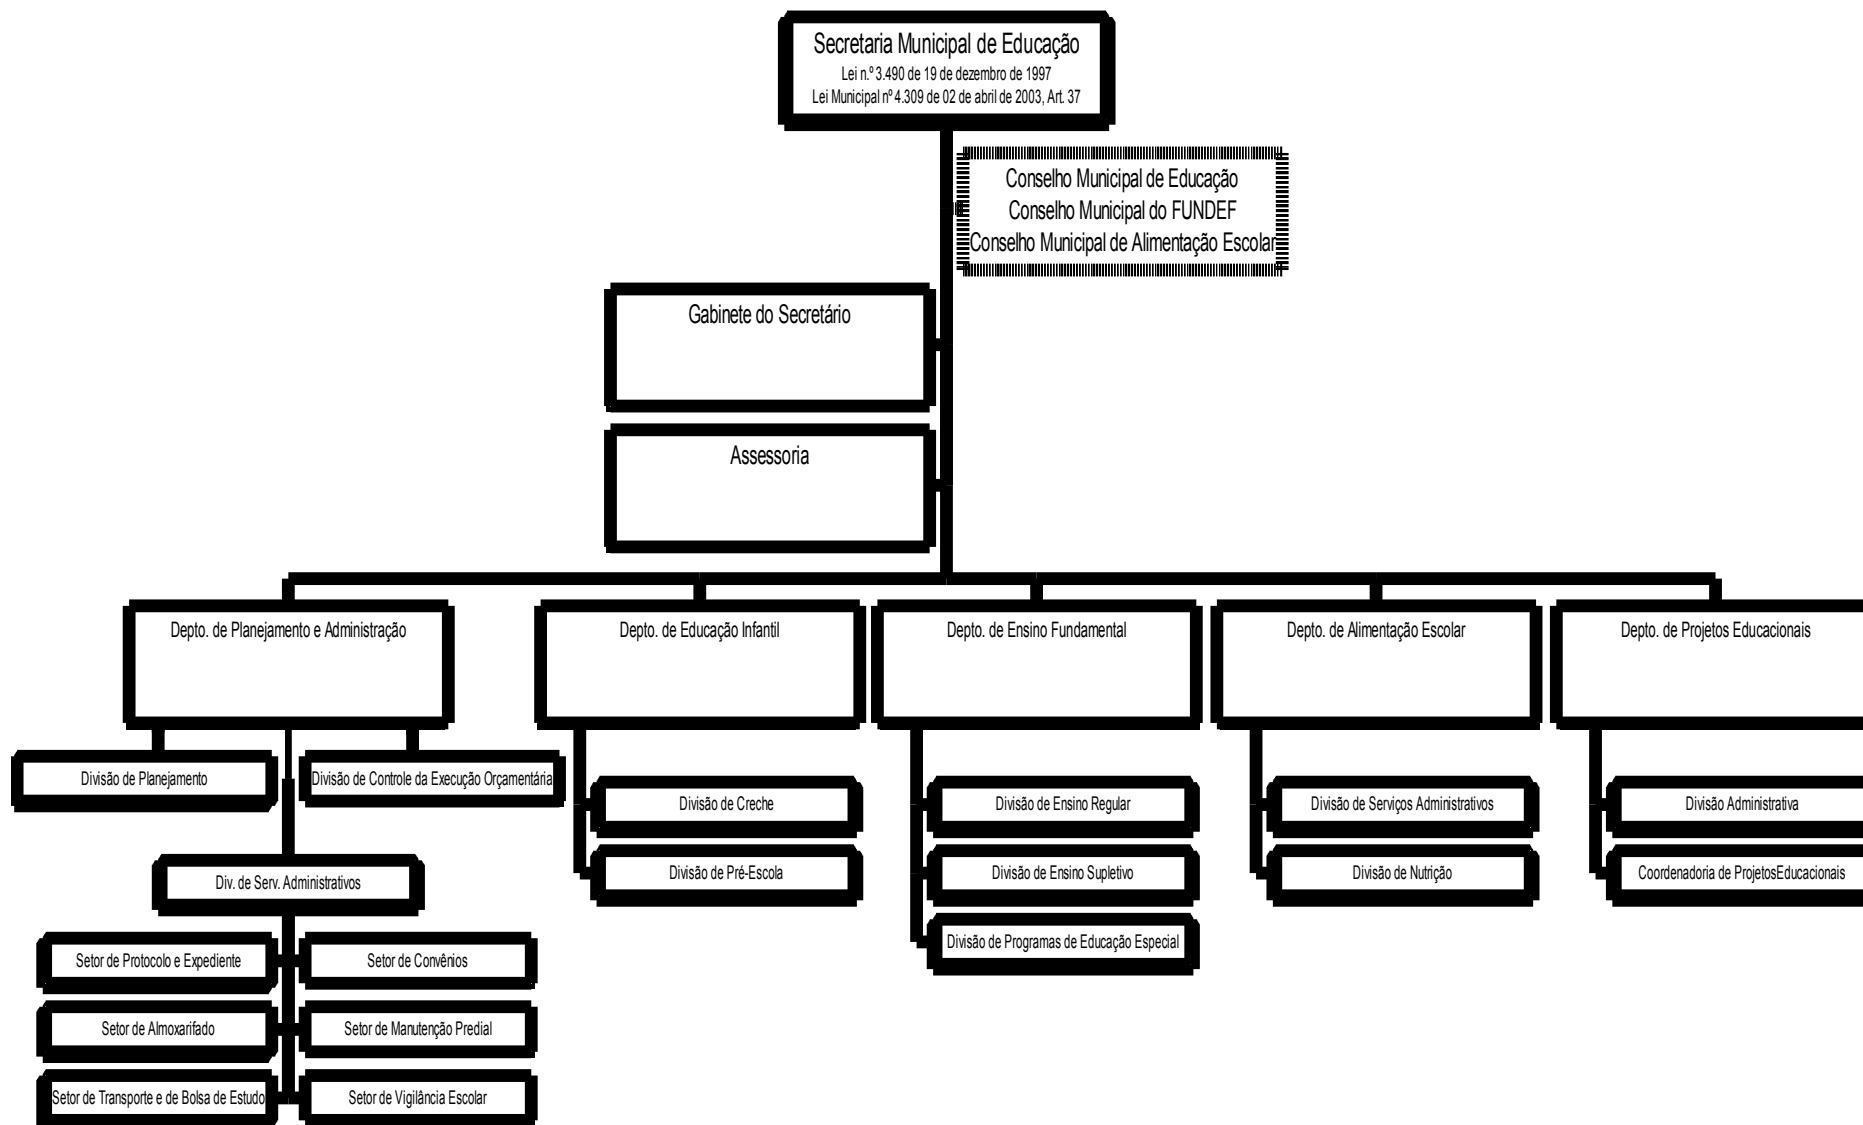 Secretaria Municipal de Educação
Lei n.º 3.490 de 19 de dezembro de 1997
Lei Municipal nº 4.309 de 02 de abril de 2003, Art. 37
Conselho Municipal de Educação
Conselho Municipal do FUNDEF
Conselho Municipal de Alimentação Escolar
Gabinete do Secretário
Assessoria
Depto. de Planejamento e Administração
Depto. de Educação Infantil
Depto. de Ensino Fundamental
Depto. de Alimentação Escolar
Depto. de Projetos Educacionais
Divisão de Planejamento
Divisão de Controle da Execução Orçamentária
Divisão de Creche
Divisão de Ensino Regular
Divisão de Serviços Administrativos
Divisão Administrativa
Div. de Serv. Administrativos
Divisão de Pré-Escola
Divisão de Ensino Supletivo
Divisão de Nutrição
Coordenadoria de ProjetosEducacionais
Divisão de Programas de Educação Especial
Setor de Protocolo e Expediente
Setor de Convênios
Setor de Almoxarifado
Setor de Manutenção Predial
Setor de Transporte e de Bolsa de Estudo
Setor de Vigilância Escolar